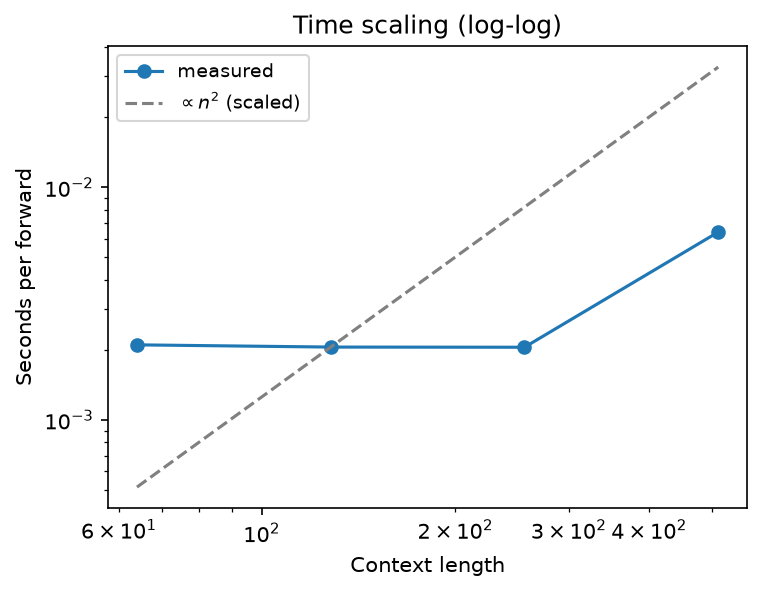 Time scaling (log-log)
measured
∝ n² (scaled)
Seconds per forward
10⁻²
10⁻³
6 × 10¹
10²
2 × 10²
3 × 10²
4 × 10²
Context length